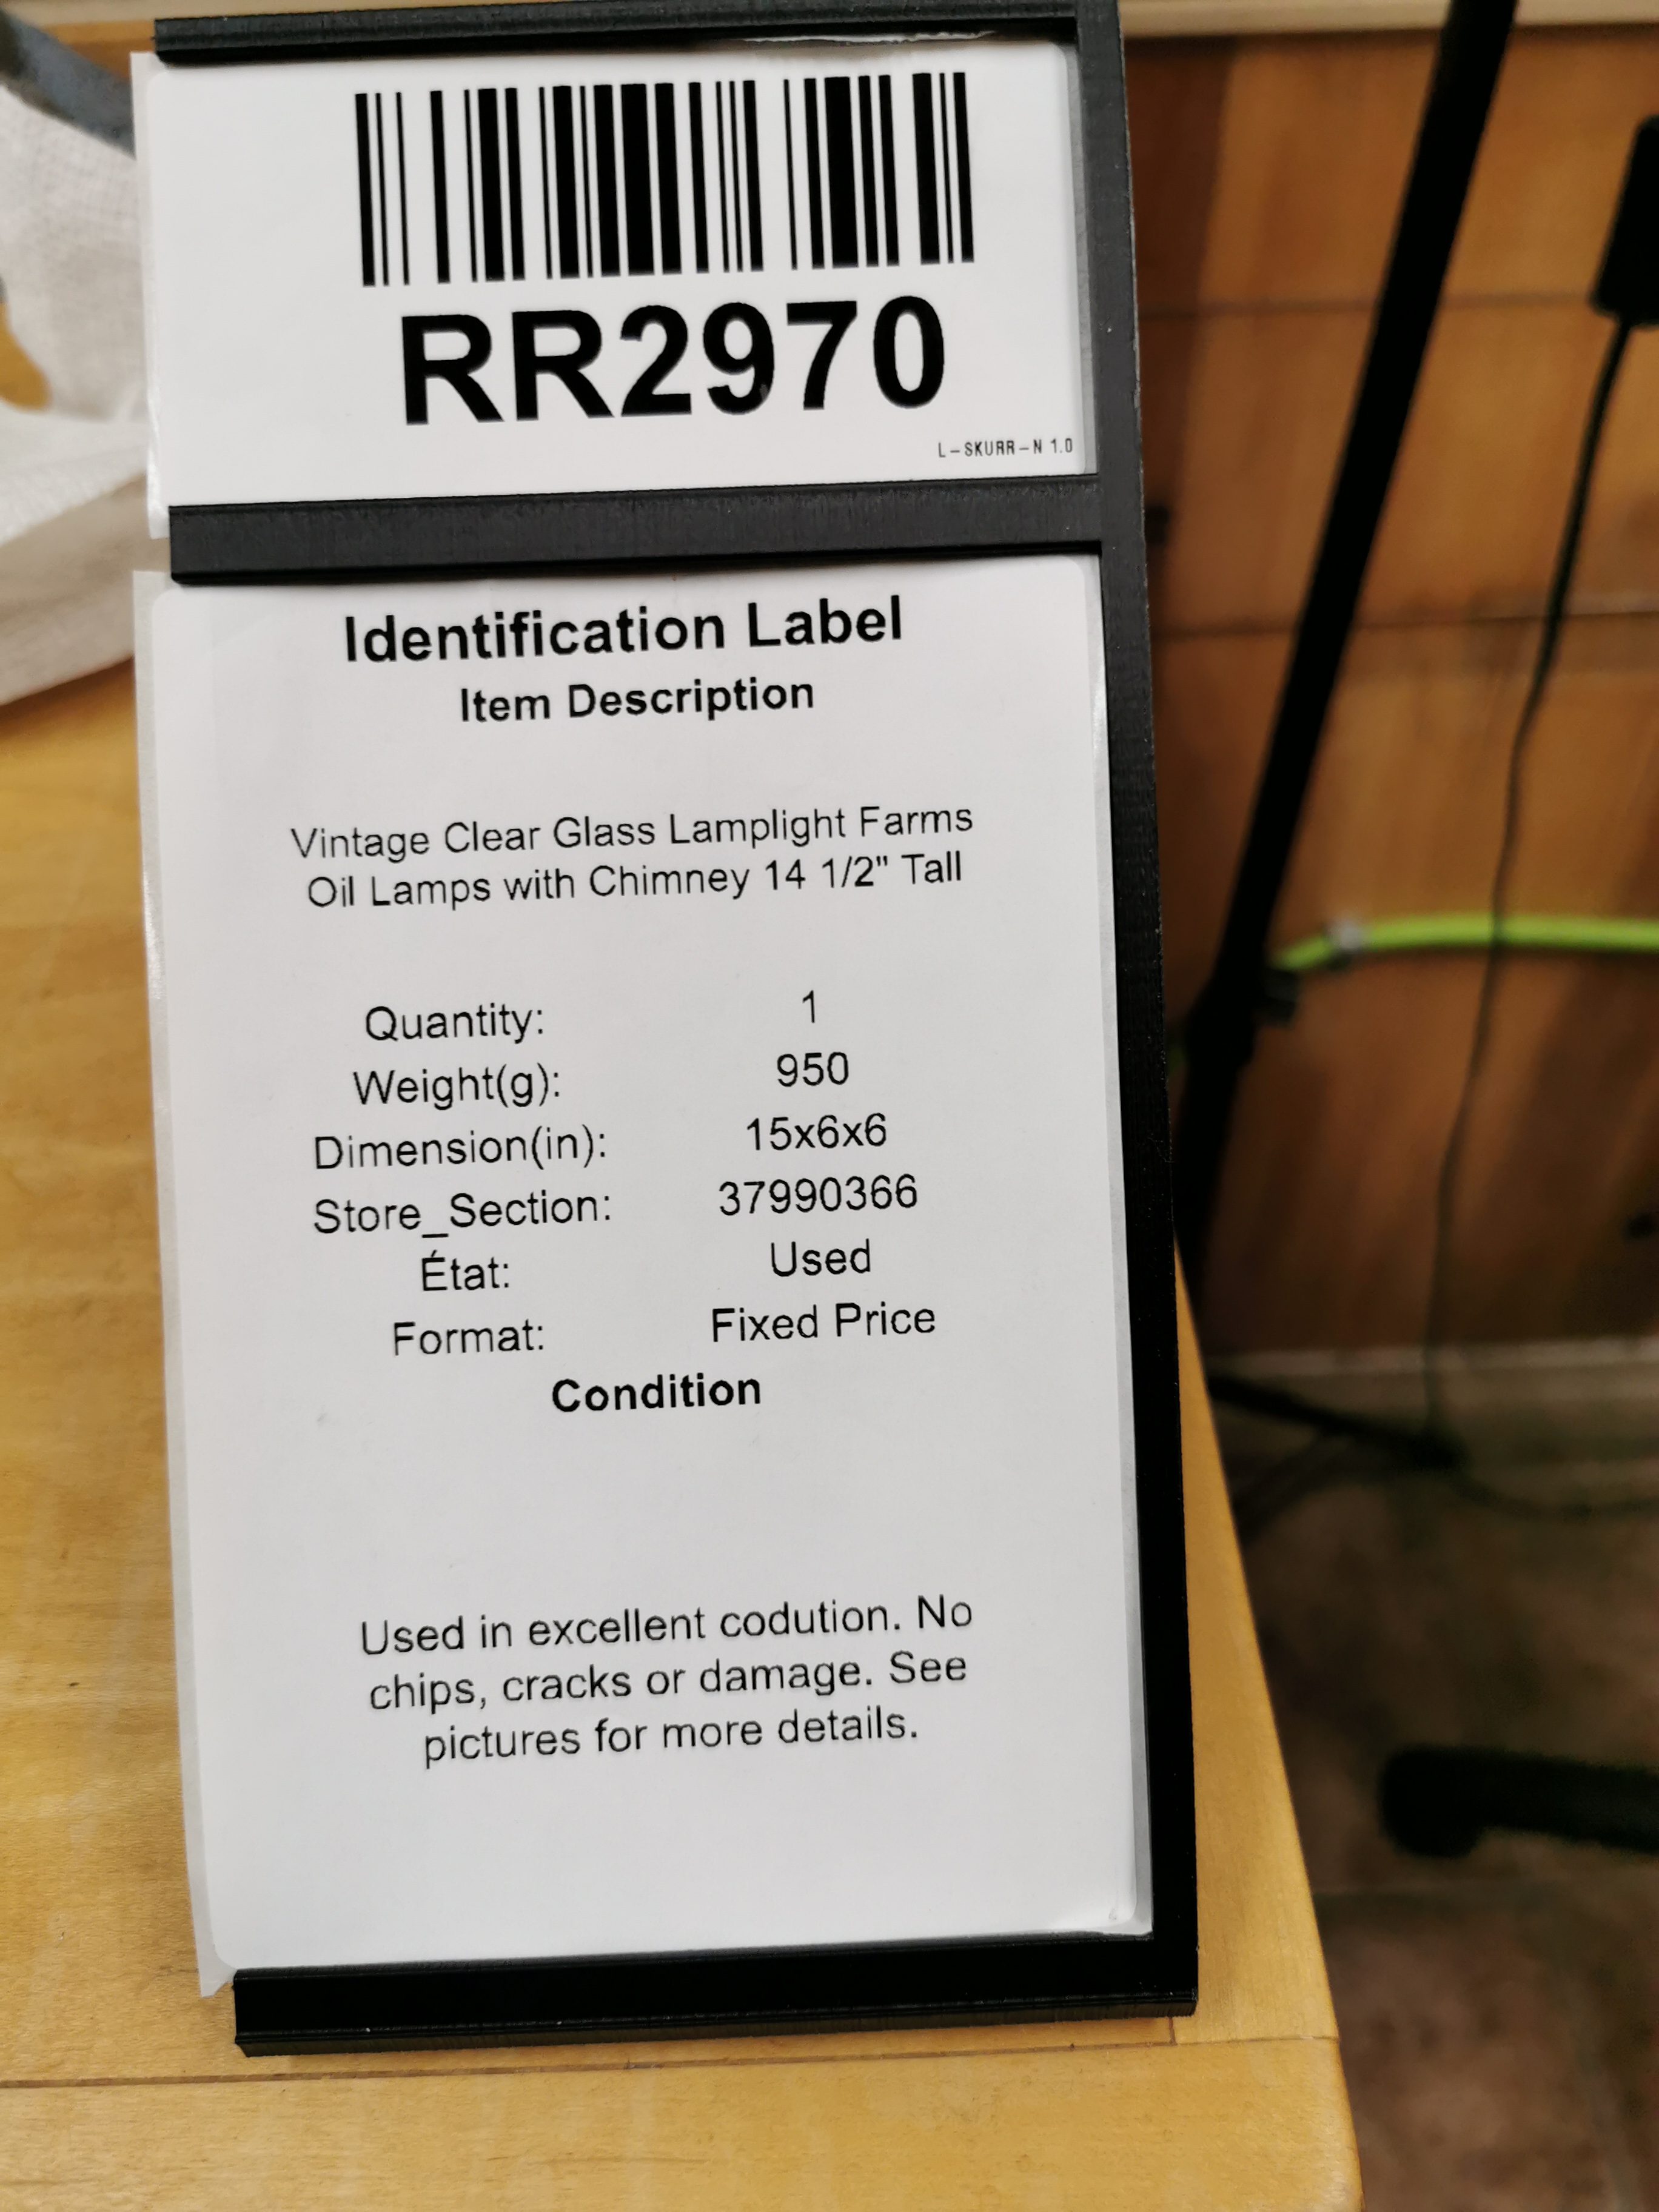 RR2970
L-SKURR-N 1.0
Identification Label
Item Description
Vintage Clear Glass Lamplight Farms
Oil Lamps with Chimney 14 1/2" Tall
Quantity: 1
Weight(g): 950
Dimension(in): 15x6x6
Store_Section: 37990366
État: Used
Format: Fixed Price
Condition
Used in excellent codution. No
chips, cracks or damage. See
pictures for more details.